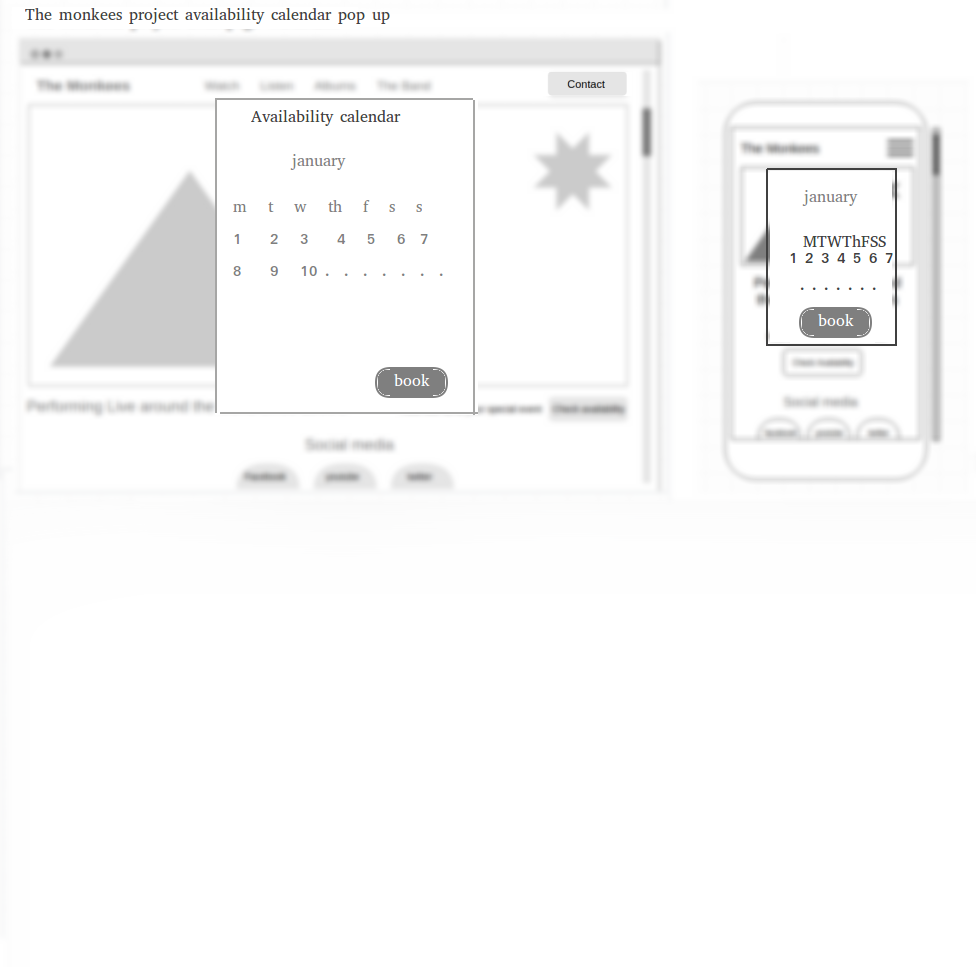 The monkees project availability calendar pop up
The Monkees Watch Listen Albums The Band Contact
Availability calendar
january
m t w th f s s
1 2 3 4 5 6 7
8 9 10 . . . . . . .
book
Performing Live around the
special event Check availability
Social media
Facebook youtube twitter
The Monkees
january
MTWThFSS
1 2 3 4 5 6 7
. . . . . . .
book
Check Availability
Social media
facebook youtube twitter